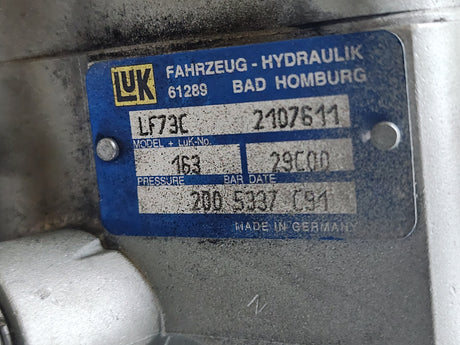 LUK FAHRZEUG - HYDRAULIK
61289 BAD HOMBURG
LF73C 2107611
MODEL + LUK-No.
163 29C00
PRESSURE BAR DATE
200 5337 C91
MADE IN GERMANY